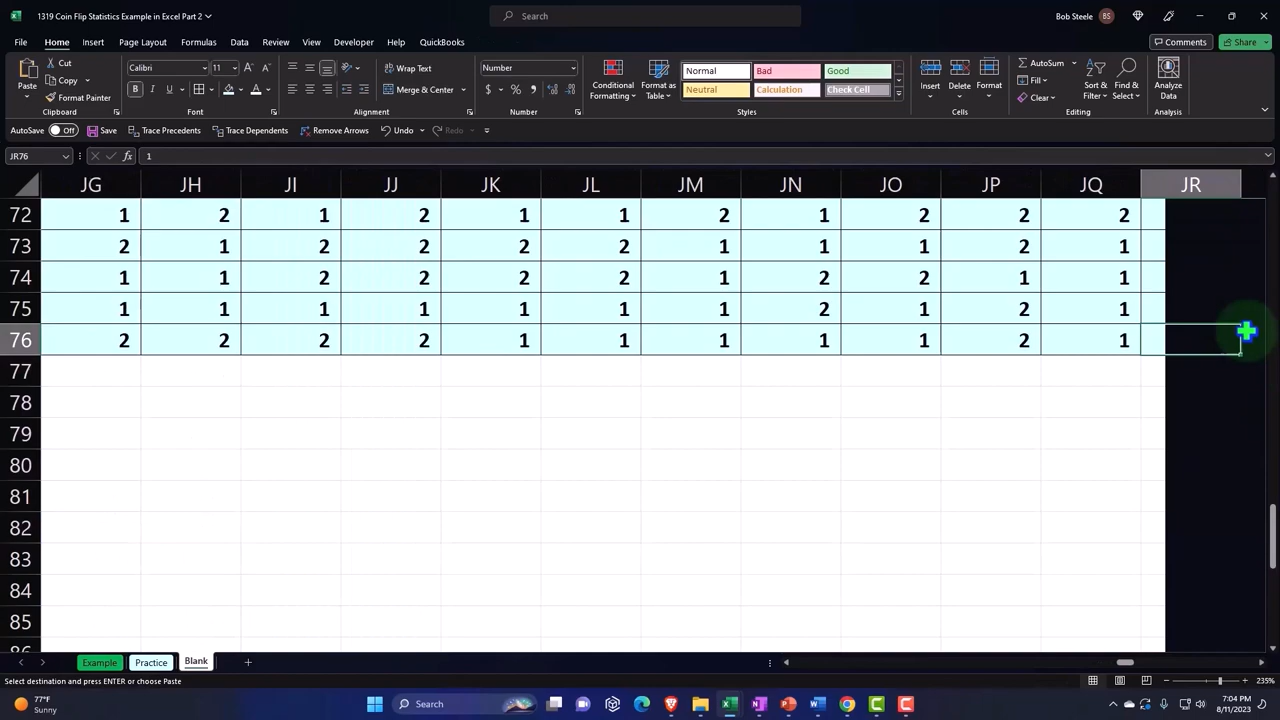 1319 Coin Flip Statistics Example in Excel Part 2
Search
Bob Steele BS
File Home Insert Page Layout Formulas Data Review View Developer Help QuickBooks Comments Share
Paste Cut Copy Format Painter Clipboard
Calibri 11 Font
Wrap Text Merge & Center Alignment
Number Number
Conditional Formatting Format as Table
Normal Bad Good
Neutral Calculation Check Cell
Styles
Insert Delete Format Cells
AutoSum Fill Clear Sort & Filter Find & Select Editing
Analyze Data Analysis
AutoSave Off Save Trace Precedents Trace Dependents Remove Arrows Undo Redo
JR76 fx 1
JG JH JI JJ JK JL JM JN JO JP JQ JR
72 1 2 1 2 1 1 2 1 2 2 2
73 2 1 2 2 2 2 1 1 1 2 1
74 1 1 2 2 2 2 1 2 2 1 1
75 1 1 1 1 1 1 1 2 1 2 1
76 2 2 2 2 1 1 1 1 1 2 1
77
78
79
80
81
82
83
84
85
86
Example Practice Blank
Select destination and press ENTER or choose Paste
235%
77°F
Sunny
Search
7:04 PM
8/11/2023